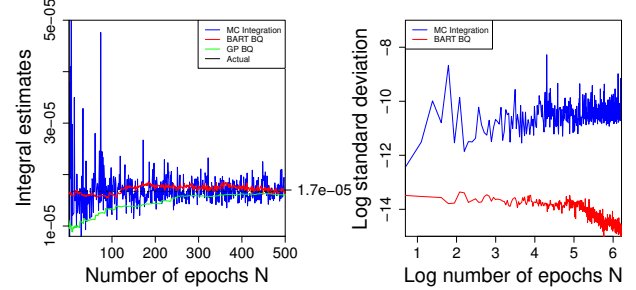 5e-05
3e-05
1e-05
Integral estimates
MC Integration
BART BQ
GP BQ
Actual
1.7e-05
100 200 300 400 500
Number of epochs N
-8
-10
-12
-14
Log standard deviation
MC Integration
BART BQ
1 2 3 4 5 6
Log number of epochs N